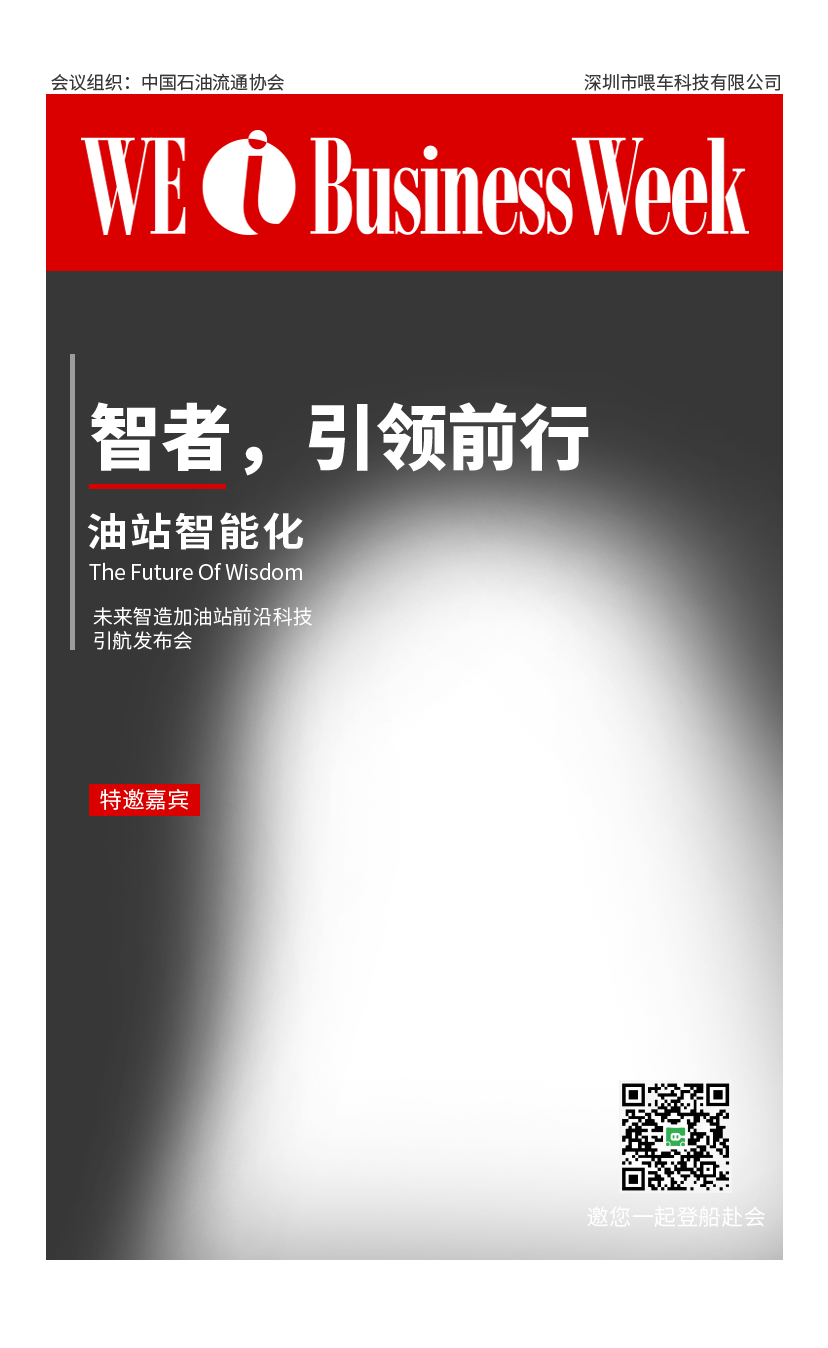 会议组织：中国石油流通协会
深圳市喂车科技有限公司
WE i BusinessWeek
智者，引领前行
油站智能化
The Future Of Wisdom
未来智造加油站前沿科技
引航发布会
特邀嘉宾
邀您一起登船赴会